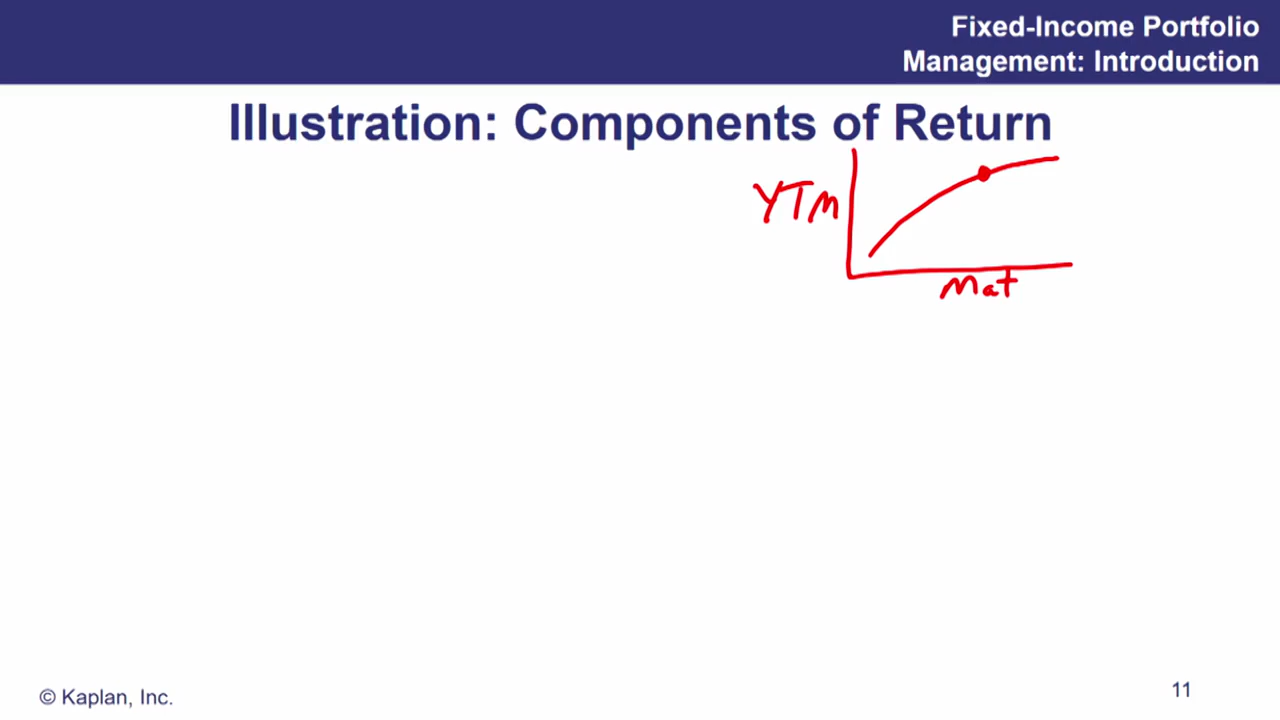 Fixed-Income Portfolio
Management: Introduction
Illustration: Components of Return
YTM
Mat
© Kaplan, Inc.
11